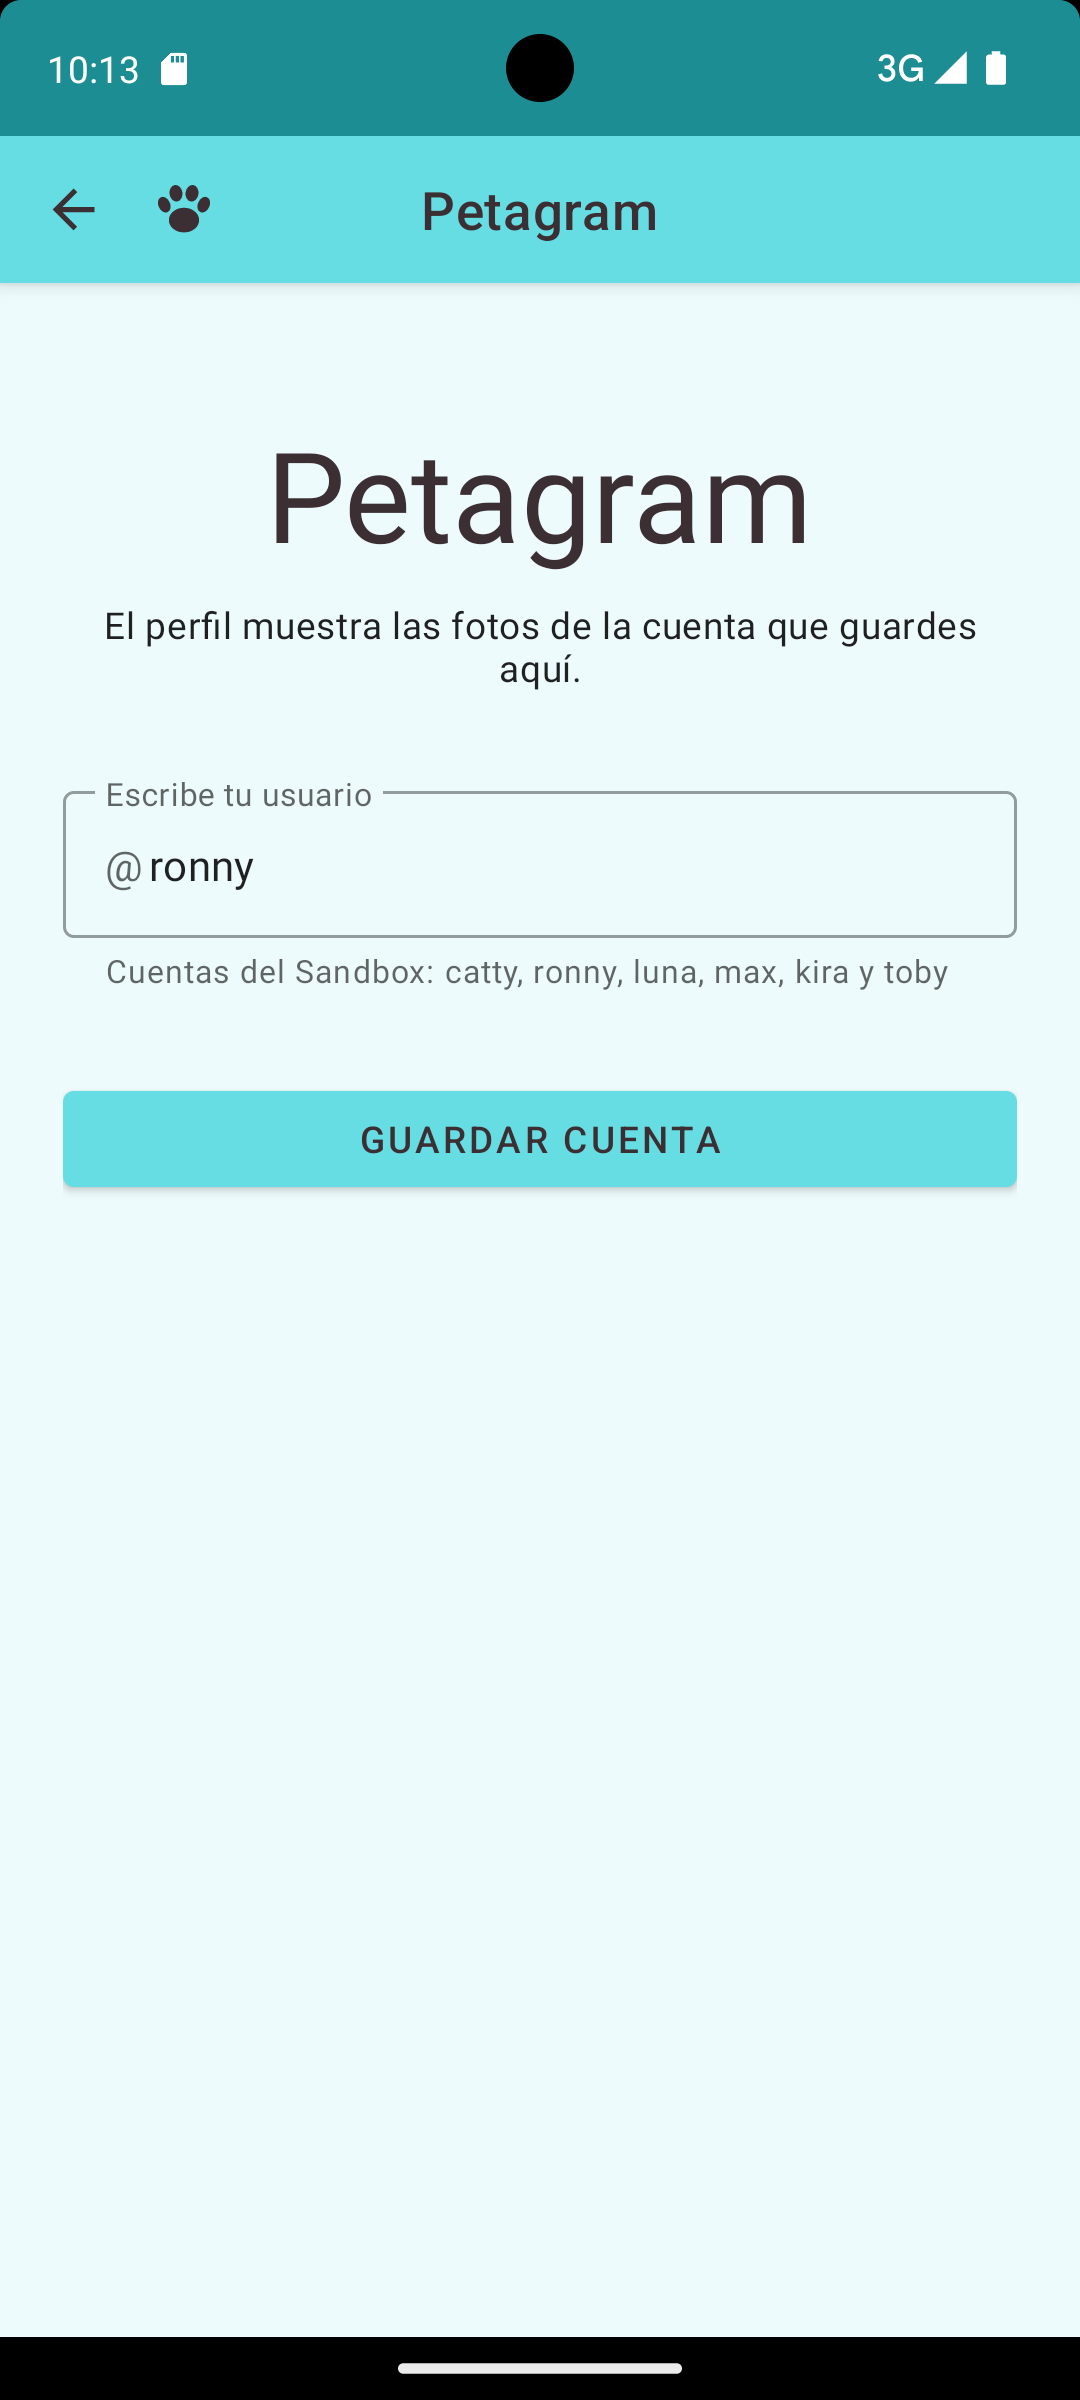 10:13
3G
Petagram
Petagram
El perfil muestra las fotos de la cuenta que guardes
aquí.
Escribe tu usuario
@ronny
Cuentas del Sandbox: catty, ronny, luna, max, kira y toby
GUARDAR CUENTA